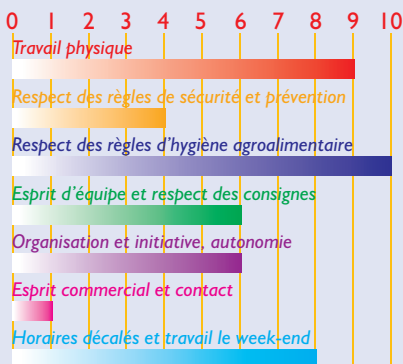 0 1 2 3 4 5 6 7 8 9 10
Travail physique
Respect des règles de sécurité et prévention
Respect des règles d'hygiène agroalimentaire
Esprit d'équipe et respect des consignes
Organisation et initiative, autonomie
Esprit commercial et contact
Horaires décalés et travail le week-end